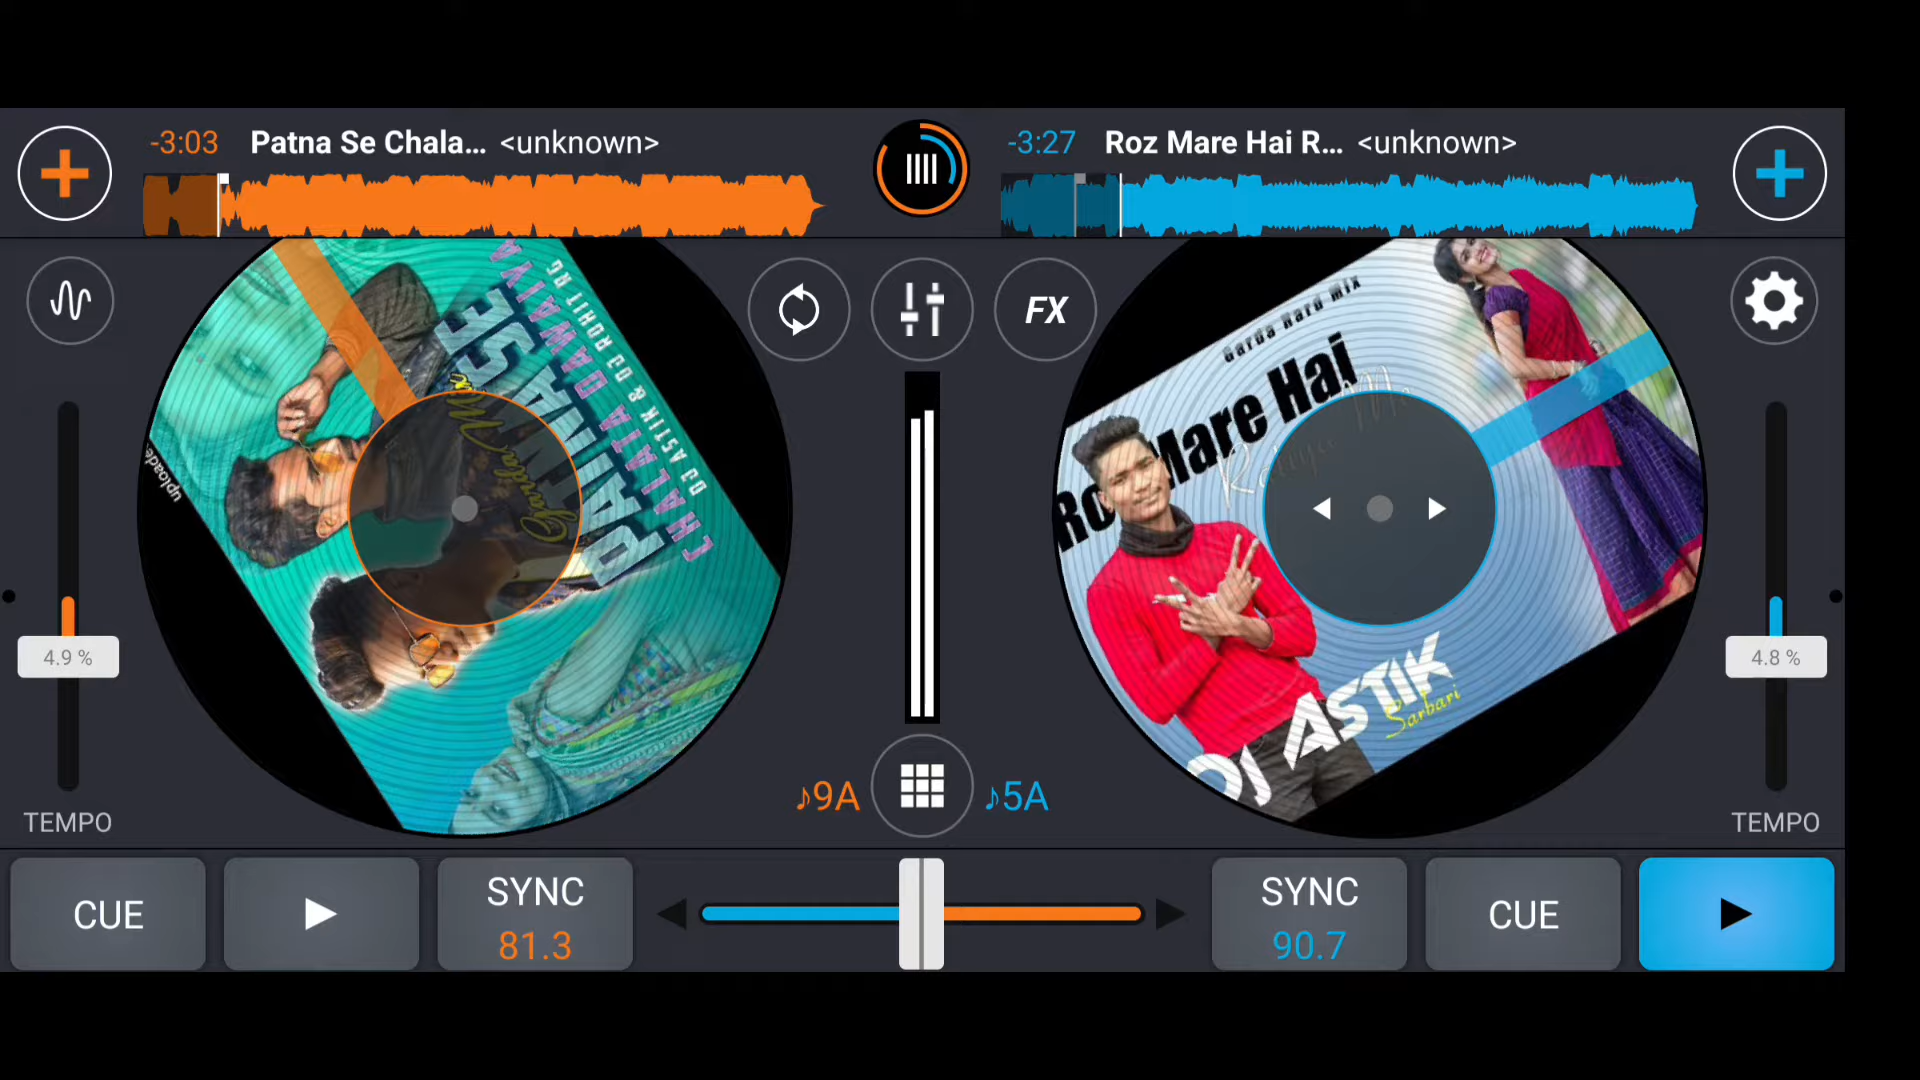 -3:03 Patna Se Chala... <unknown>
-3:27 Roz Mare Hai R... <unknown>
FX
uploade
PATNA SE
CHALATA DAWAIYA
DJ ASTIK & DJ ROHIT RG
Garda Hard mix
Roz Mare Hai
DJ ASTIK
Sarbari
4.9 %
4.8 %
♪9A
♪5A
TEMPO
TEMPO
CUE
SYNC
81.3
SYNC
90.7
CUE